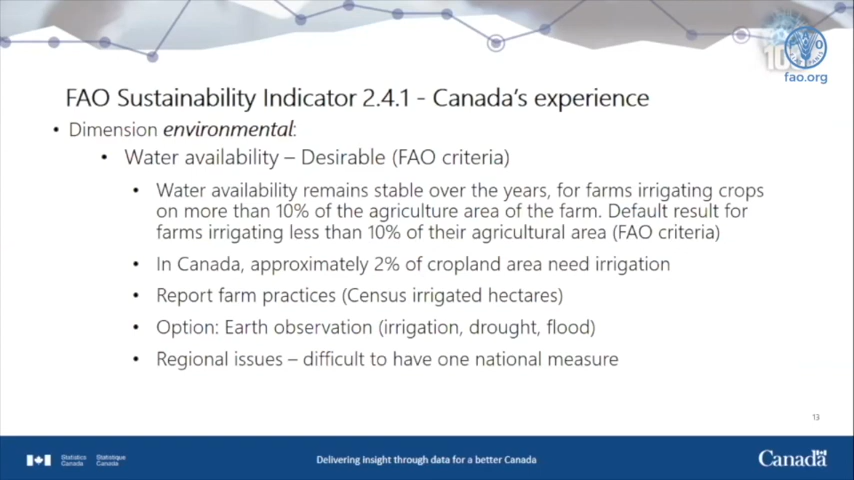 fao.org
FAO Sustainability Indicator 2.4.1 - Canada's experience
• Dimension environmental:
• Water availability – Desirable (FAO criteria)
• Water availability remains stable over the years, for farms irrigating crops
on more than 10% of the agriculture area of the farm. Default result for
farms irrigating less than 10% of their agricultural area (FAO criteria)
• In Canada, approximately 2% of cropland area need irrigation
• Report farm practices (Census irrigated hectares)
• Option: Earth observation (irrigation, drought, flood)
• Regional issues – difficult to have one national measure
13
Statistics Statistique
Canada Canada
Delivering insight through data for a better Canada
Canada